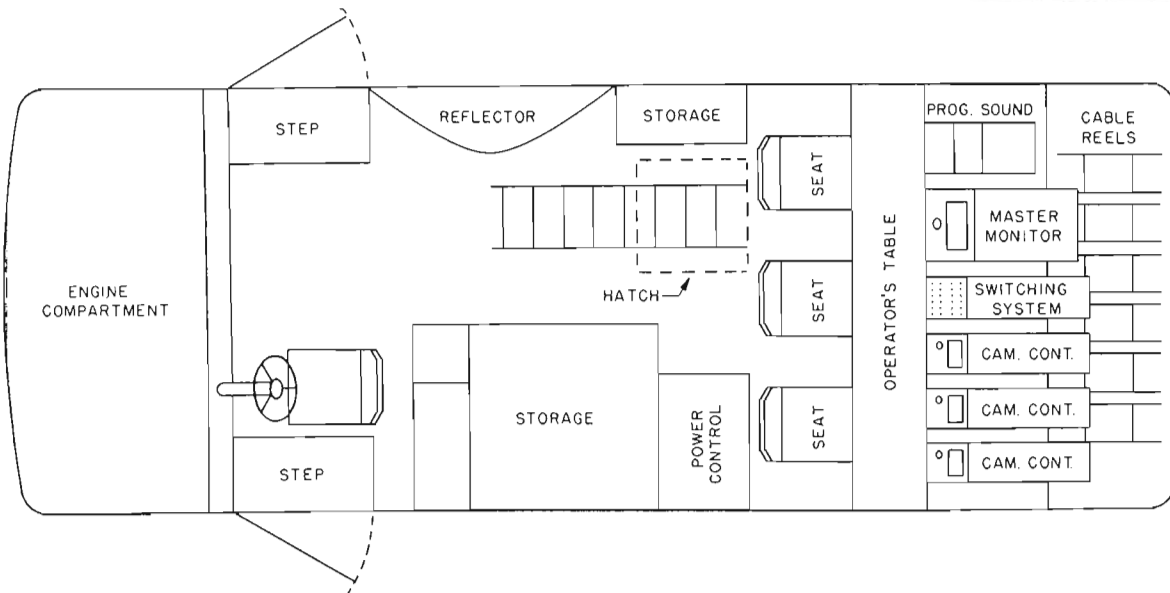 STEP
REFLECTOR
STORAGE
PROG. SOUND
CABLE
REELS
SEAT
MASTER
MONITOR
ENGINE
COMPARTMENT
HATCH
SEAT
OPERATOR'S TABLE
SWITCHING
SYSTEM
CAM. CONT.
STORAGE
POWER
CONTROL
SEAT
CAM. CONT.
STEP
CAM. CONT.